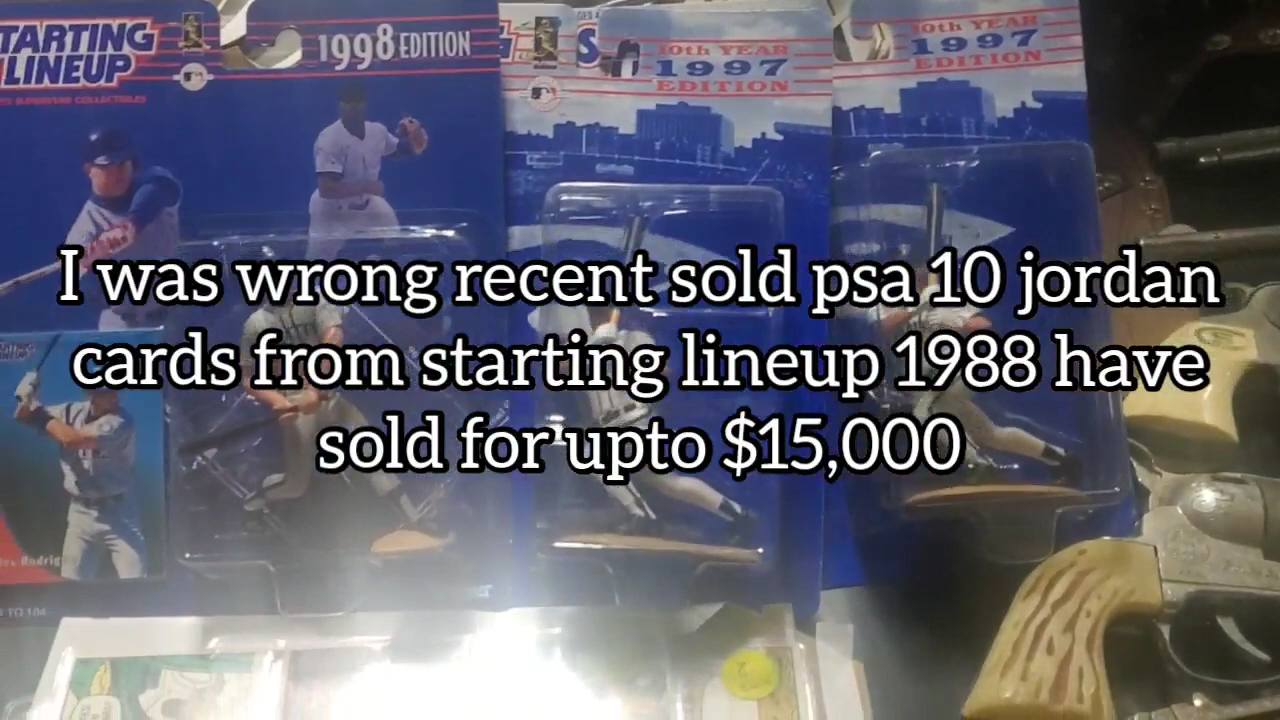 TARTING
LINEUP
1998 EDITION
10th YEAR
1997
EDITION
10th YEAR
1997
EDITION
I was wrong recent sold psa 10 jordan
cards from starting lineup 1988 have
sold for upto $15,000